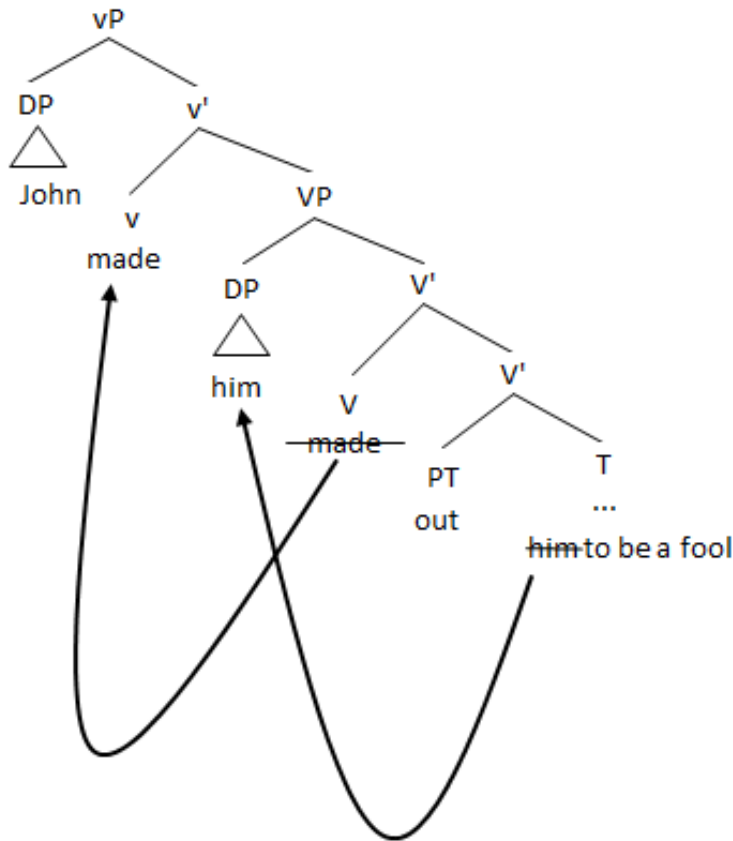 vP
DP
v'
John
v
VP
made
DP
V'
him
V
V'
made
PT
T
out
...
him to be a fool